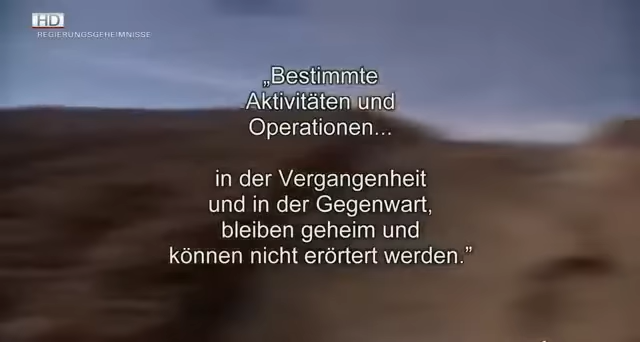 HD
REGIERUNGSGEHEIMNISSE
„Bestimmte
Aktivitäten und
Operationen...
in der Vergangenheit
und in der Gegenwart,
bleiben geheim und
können nicht erörtert werden.”